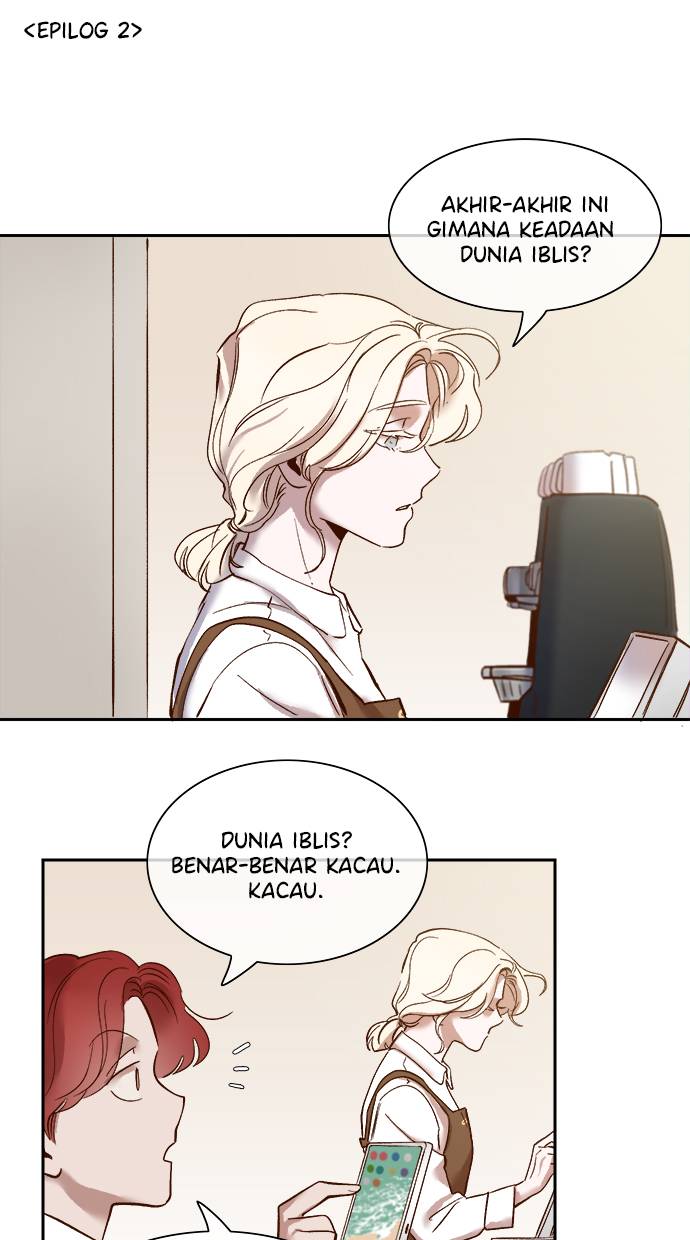 <EPILOG 2>
AKHIR-AKHIR INI
GIMANA KEADAAN
DUNIA IBLIS?
DUNIA IBLIS?
BENAR-BENAR KACAU.
KACAU.